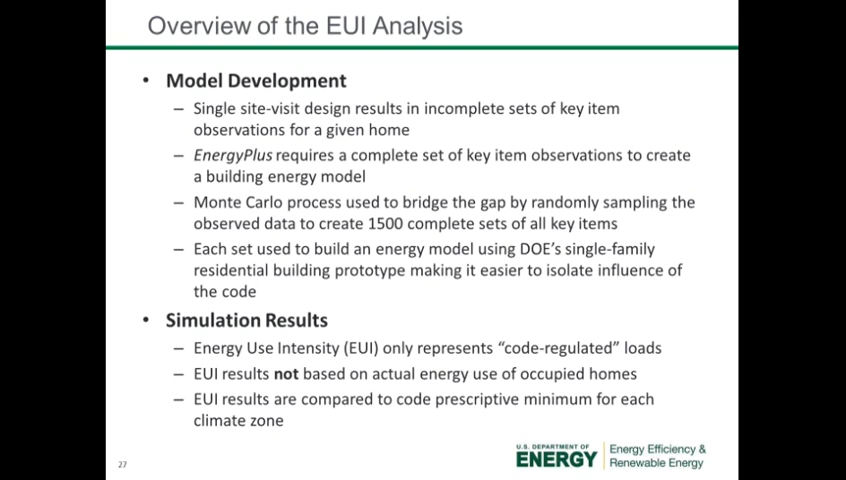 Overview of the EUI Analysis
• Model Development
– Single site-visit design results in incomplete sets of key item
observations for a given home
– EnergyPlus requires a complete set of key item observations to create
a building energy model
– Monte Carlo process used to bridge the gap by randomly sampling the
observed data to create 1500 complete sets of all key items
– Each set used to build an energy model using DOE's single-family
residential building prototype making it easier to isolate influence of
the code
• Simulation Results
– Energy Use Intensity (EUI) only represents “code-regulated” loads
– EUI results not based on actual energy use of occupied homes
– EUI results are compared to code prescriptive minimum for each
climate zone
27
U.S. DEPARTMENT OF
ENERGY
Energy Efficiency &
Renewable Energy